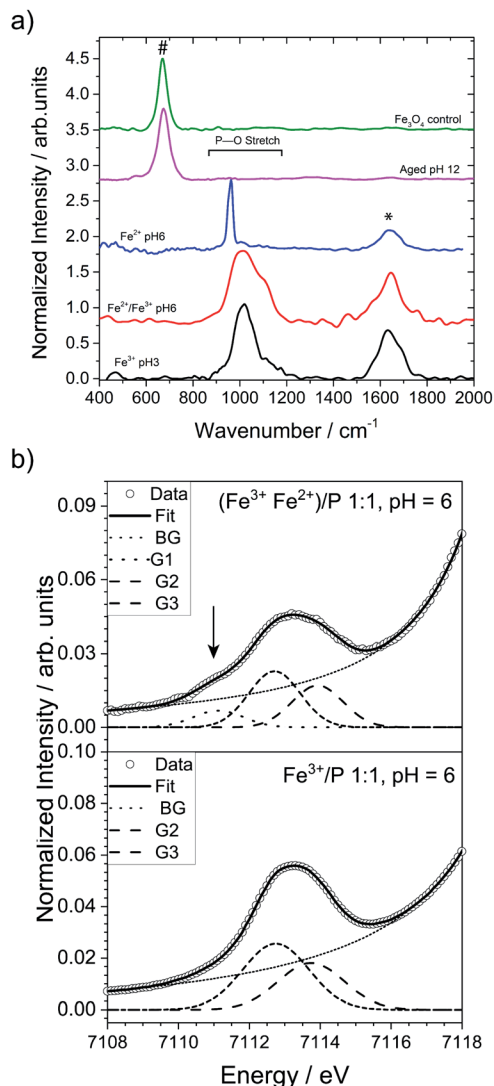 a)
#
4.5
4.0
Fe₃O₄ control
3.5
P—O Stretch
3.0
Aged pH 12
2.5
*
Fe²⁺ pH6
2.0
1.5
1.0
Fe²⁺/Fe³⁺ pH6
0.5
Fe³⁺ pH3
0.0
400 600 800 1000 1200 1400 1600 1800 2000
Normalized Intensity / arb.units
Wavenumber / cm⁻¹
b)
0.09
Data
(Fe³⁺ Fe²⁺)/P 1:1, pH = 6
Fit
BG
G1
G2
G3
0.06
0.03
0.00
0.10
Data
Fe³⁺/P 1:1, pH = 6
Fit
BG
G2
G3
0.08
0.06
0.04
0.02
0.00
7108 7110 7112 7114 7116 7118
Normalized Intensity / arb. units
Energy / eV